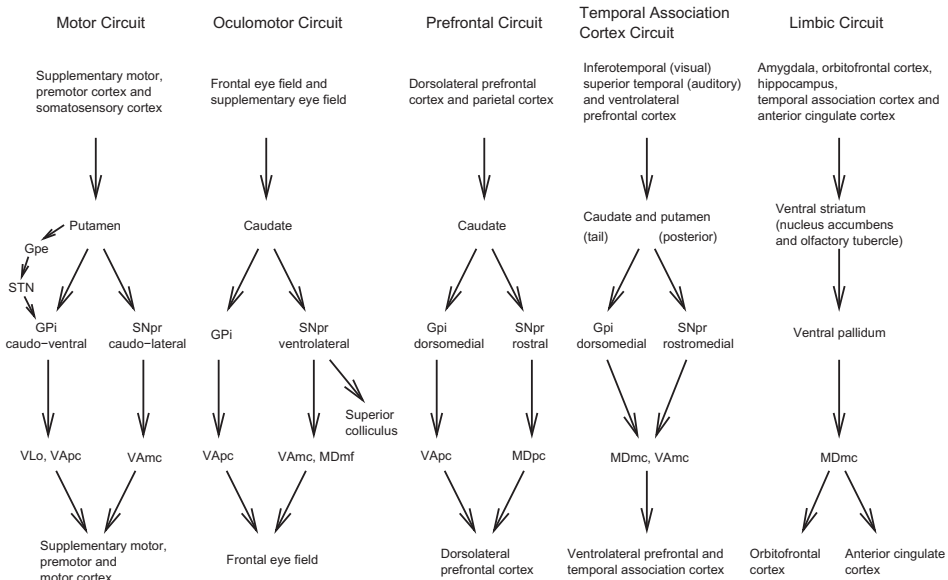 Motor Circuit
Oculomotor Circuit
Prefrontal Circuit
Temporal Association
Cortex Circuit
Limbic Circuit
Supplementary motor,
premotor cortex and
somatosensory cortex
Frontal eye field and
supplementary eye field
Dorsolateral prefrontal
cortex and parietal cortex
Inferotemporal (visual)
superior temporal (auditory)
and ventrolateral
prefrontal cortex
Amygdala, orbitofrontal cortex,
hippocampus,
temporal association cortex and
anterior cingulate cortex
Putamen
Gpe
STN
Caudate
Caudate
Caudate and putamen
(tail) (posterior)
Ventral striatum
(nucleus accumbens
and olfactory tubercle)
GPi
caudo-ventral
SNpr
caudo-lateral
GPi
SNpr
ventrolateral
Gpi
dorsomedial
SNpr
rostral
Gpi
dorsomedial
SNpr
rostromedial
Ventral pallidum
Superior
colliculus
VLo, VApc
VAmc
VApc
VAmc, MDmf
VApc
MDpc
MDmc, VAmc
MDmc
Supplementary motor,
premotor and
motor cortex
Frontal eye field
Dorsolateral
prefrontal cortex
Ventrolateral prefrontal and
temporal association cortex
Orbitofrontal
cortex
Anterior cingulate
cortex